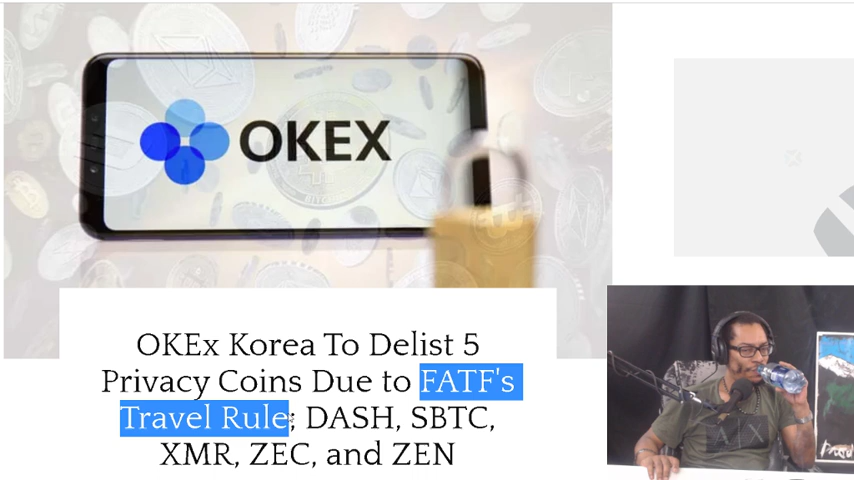 OKEX
OKEx Korea To Delist 5
Privacy Coins Due to FATF's
Travel Rule; DASH, SBTC,
XMR, ZEC, and ZEN
A X